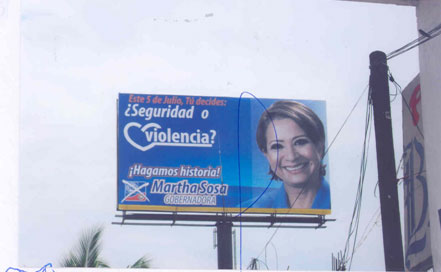 Este 5 de Julio, Tú decides:
¿Seguridad o
violencia?
¡Hagamos historia!
Martha Sosa
GOBERNADORA